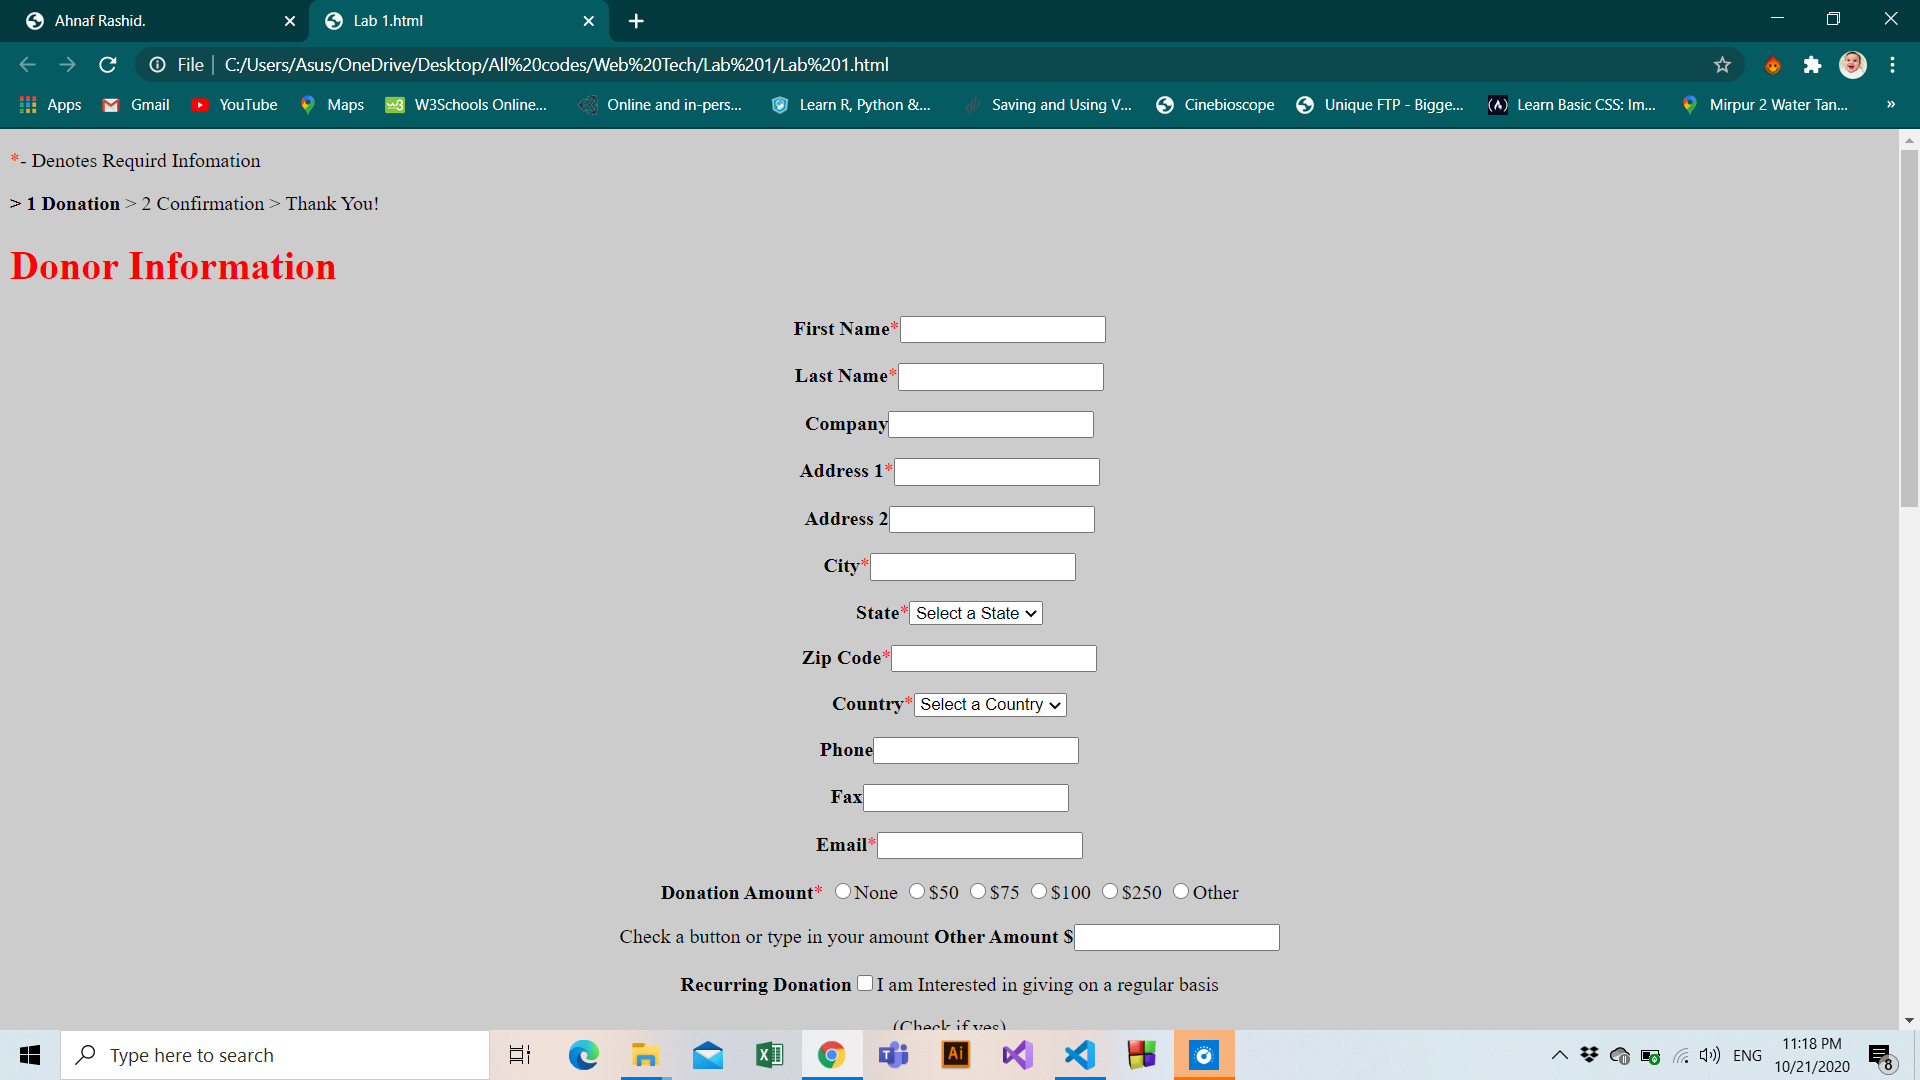 Ahnaf Rashid.
Lab 1.html
File
C:/Users/Asus/OneDrive/Desktop/All%20codes/Web%20Tech/Lab%201/Lab%201.html
Apps
Gmail
YouTube
Maps
W3Schools Online...
Online and in-pers...
Learn R, Python &...
Saving and Using V...
Cinebioscope
Unique FTP - Bigge...
Learn Basic CSS: Im...
Mirpur 2 Water Tan...
»
*- Denotes Requird Infomation
> 1 Donation > 2 Confirmation > Thank You!
Donor Information
First Name*
Last Name*
Company
Address 1*
Address 2
City*
State* Select a State
Zip Code*
Country* Select a Country
Phone
Fax
Email*
Donation Amount* None $50 $75 $100 $250 Other
Check a button or type in your amount Other Amount $
Recurring Donation I am Interested in giving on a regular basis
(Check if yes)
Type here to search
Ai
ENG
11:18 PM
10/21/2020
8